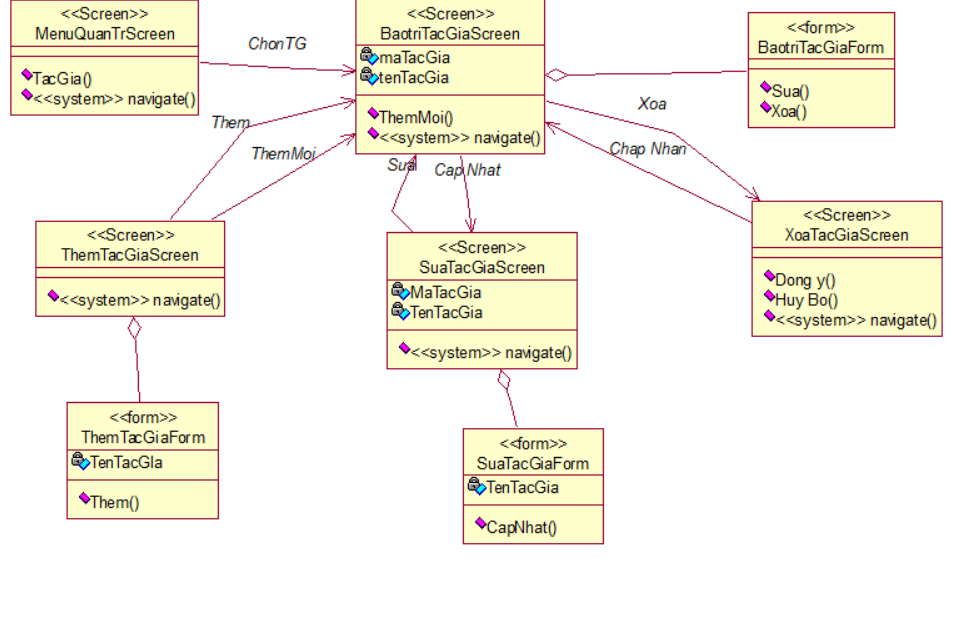 <<Screen>>
MenuQuanTrScreen
TacGia()
<<system>> navigate()
ChonTG
<<Screen>>
BaotriTacGiaScreen
maTacGia
tenTacGia
ThemMoi()
<<system>> navigate()
<<form>>
BaotriTacGiaForm
Sua()
Xoa()
Them
ThemMoi
Sual
Cap Nhat
Xoa
Chap Nhan
<<Screen>>
ThemTacGiaScreen
<<system>> navigate()
<<Screen>>
SuaTacGiaScreen
MaTacGia
TenTacGia
<<system>> navigate()
<<Screen>>
XoaTacGiaScreen
Dong y()
Huy Bo()
<<system>> navigate()
<<form>>
ThemTacGiaForm
TenTacGIa
Them()
<<form>>
SuaTacGiaForm
TenTacGia
CapNhat()